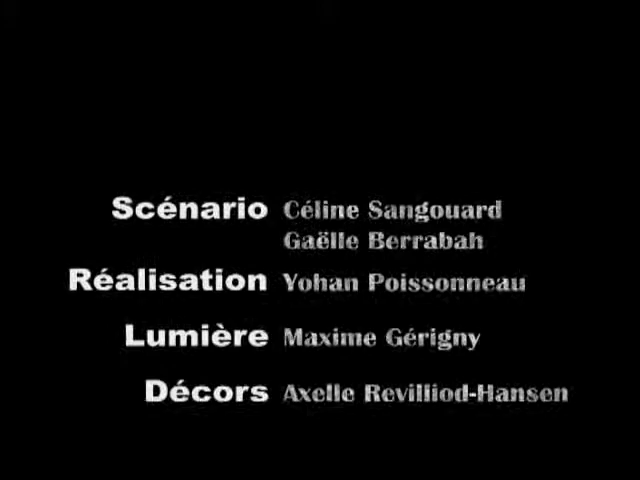 Scénario Céline Sangouard
Gaëlle Berrabah
Réalisation Yohan Poissonneau
Lumière Maxime Gérigny
Décors Axelle Revilliod-Hansen